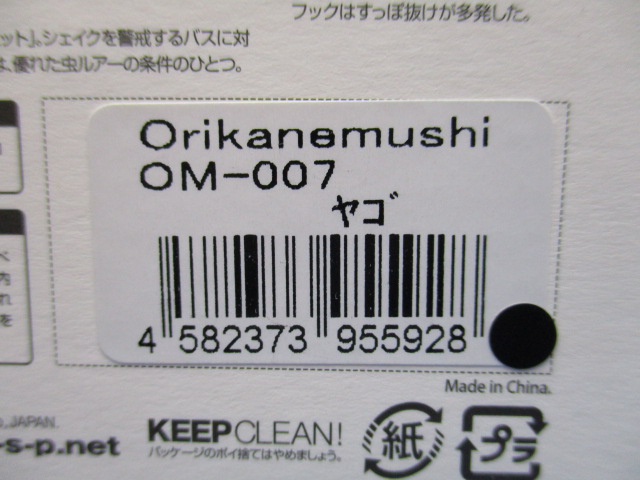 フックはすっぽ抜けが多発した。
ット」。シェイクを警戒するバスに対
は、優れた虫ルアーの条件のひとつ。
Orikanemushi
OM-007
ヤゴ
4 582373 955928
べ
内
れ
を
Made in China.
o., JAPAN.
-s-p.net
KEEP CLEAN!
パッケージのポイ捨てはやめましょう。
紙
プラ